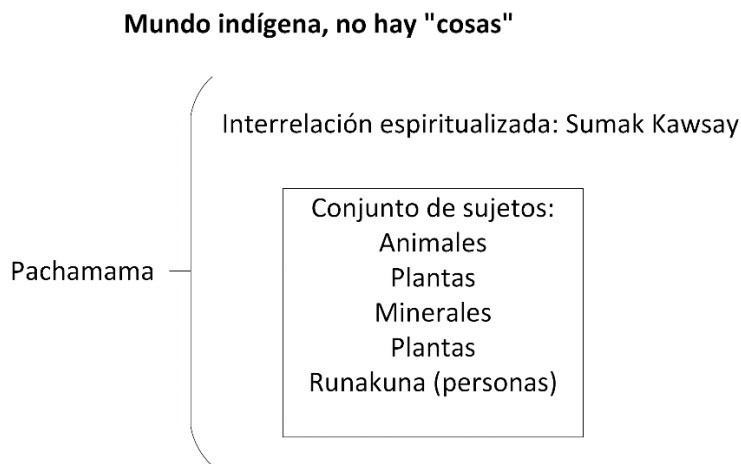 Mundo indígena, no hay "cosas"
Interrelación espiritualizada: Sumak Kawsay
Pachamama
Conjunto de sujetos:
Animales
Plantas
Minerales
Plantas
Runakuna (personas)